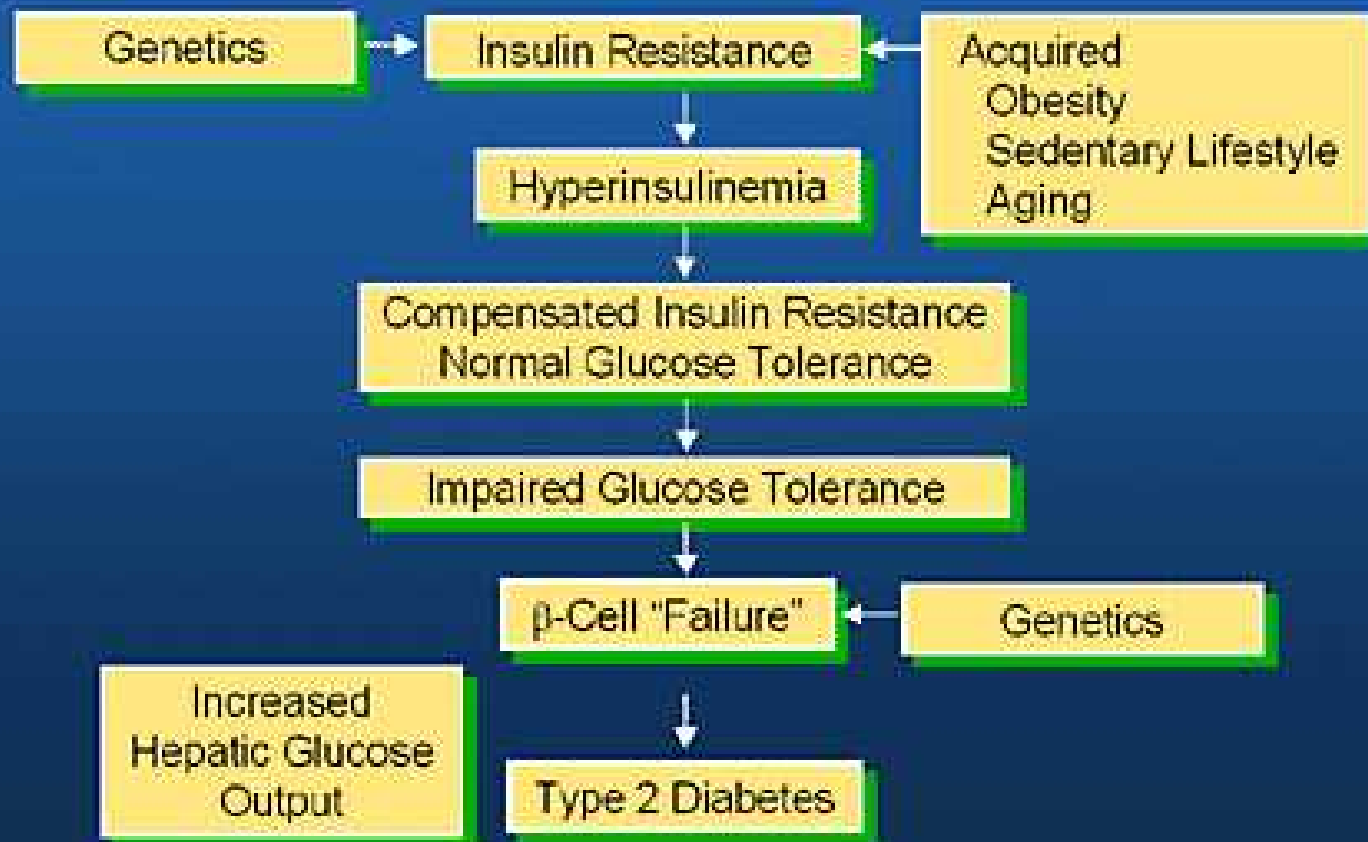 Genetics
Insulin Resistance
Acquired
Obesity
Sedentary Lifestyle
Aging
Hyperinsulinemia
Compensated Insulin Resistance
Normal Glucose Tolerance
Impaired Glucose Tolerance
β-Cell "Failure"
Genetics
Increased
Hepatic Glucose
Output
Type 2 Diabetes